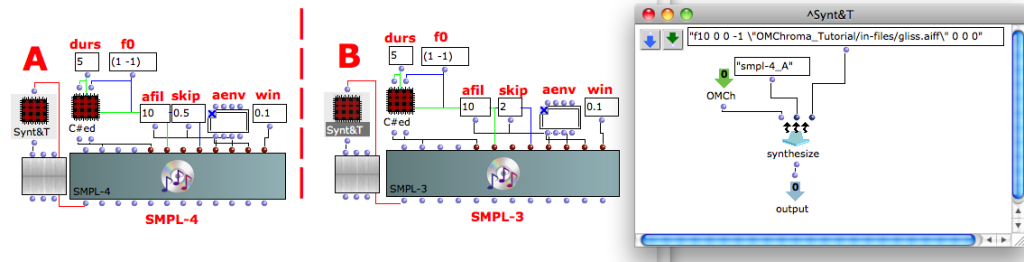 A
durs f0
5 (1 -1)
Synt&T
C#ed
afil skip aenv win
10 0.5 0.1
SMPL-4
SMPL-4
B
durs f0
5 (1 -1)
Synt&T
C#ed
afil skip aenv win
10 2 0.1
SMPL-3
SMPL-3
^Synt&T
"f10 0 0 -1 \"OMChroma_Tutorial/in-files/gliss.aiff\" 0 0 0"
0
"smpl-4_A"
OMCh
synthesize
0
output